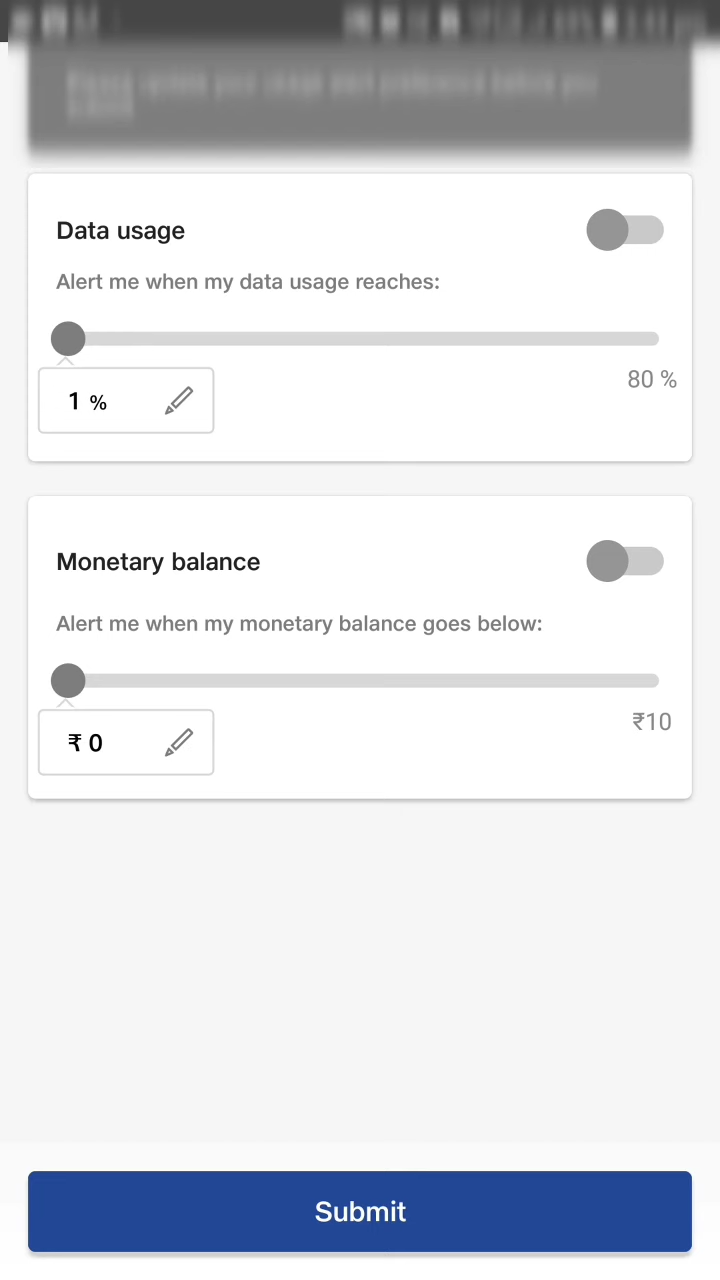 Data usage
Alert me when my data usage reaches:
1 %
80 %
Monetary balance
Alert me when my monetary balance goes below:
₹ 0
₹10
Submit